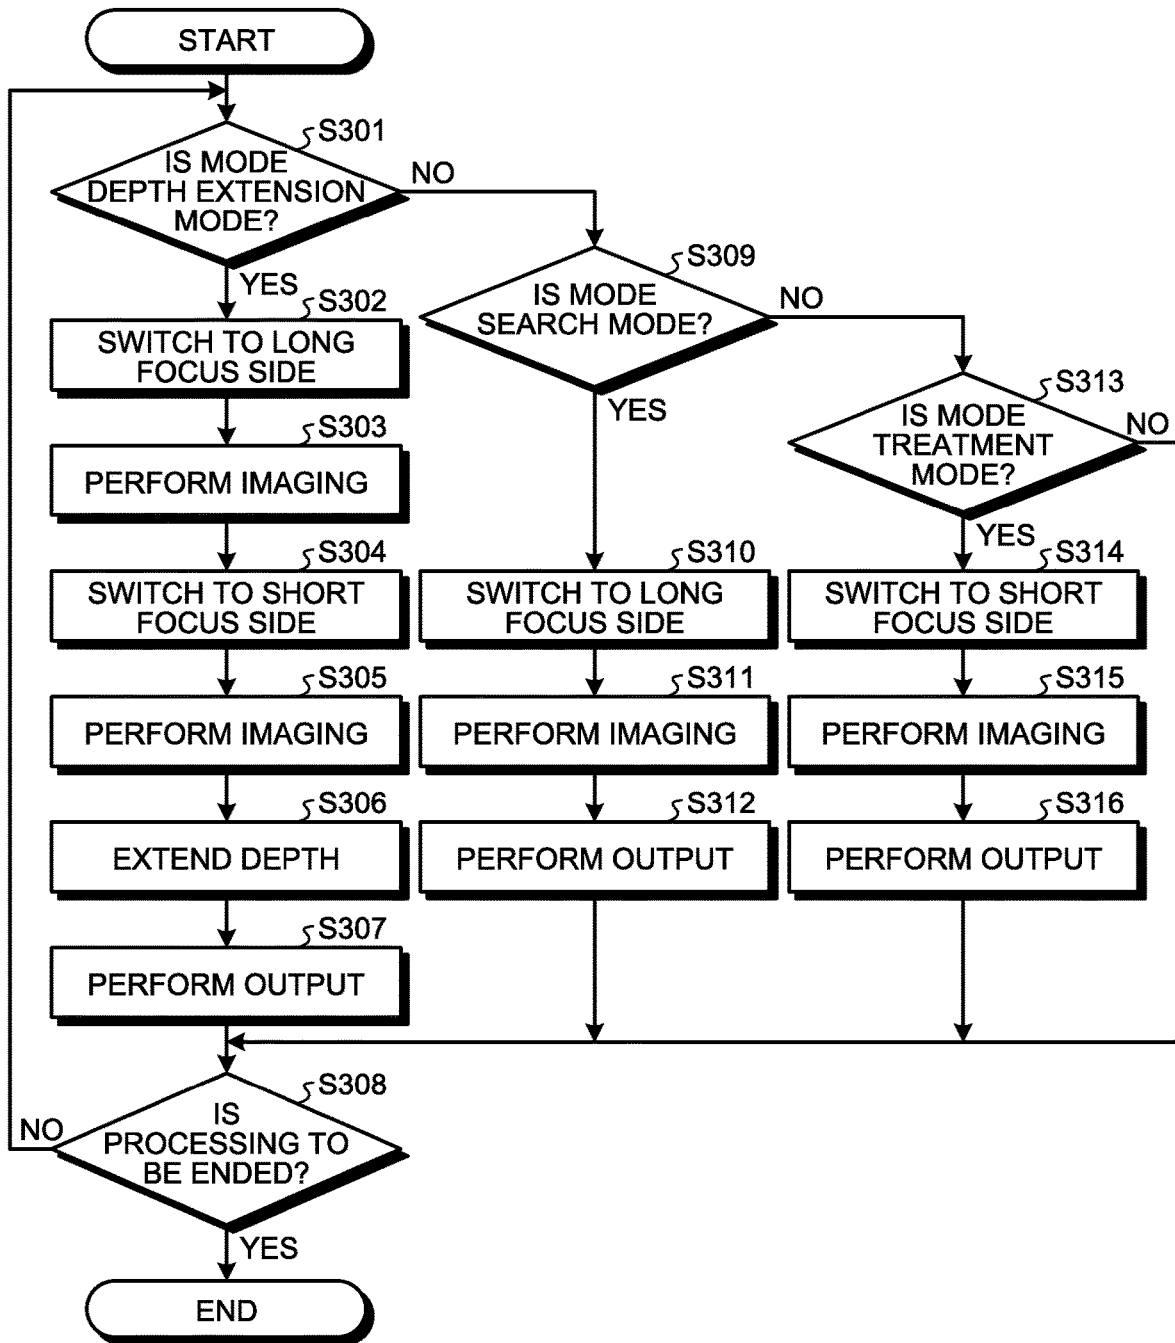 START
S301
IS MODE
DEPTH EXTENSION
MODE?
NO
YES
S302
SWITCH TO LONG
FOCUS SIDE
S303
PERFORM IMAGING
S304
SWITCH TO SHORT
FOCUS SIDE
S305
PERFORM IMAGING
S306
EXTEND DEPTH
S307
PERFORM OUTPUT
S308
IS
PROCESSING TO
BE ENDED?
NO
YES
END
S309
IS MODE
SEARCH MODE?
NO
YES
S310
SWITCH TO LONG
FOCUS SIDE
S311
PERFORM IMAGING
S312
PERFORM OUTPUT
S313
IS MODE
TREATMENT
MODE?
NO
YES
S314
SWITCH TO SHORT
FOCUS SIDE
S315
PERFORM IMAGING
S316
PERFORM OUTPUT